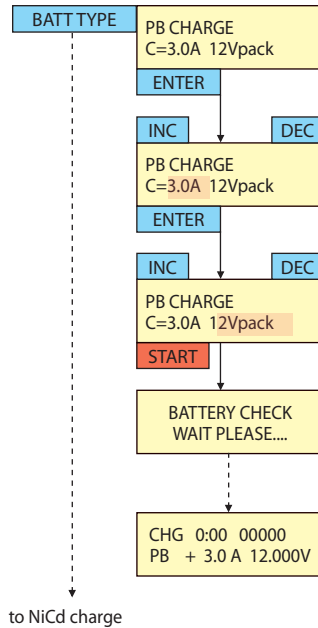 BATT TYPE
PB CHARGE
C=3.0A 12Vpack
ENTER
INC DEC
PB CHARGE
C=3.0A 12Vpack
ENTER
INC DEC
PB CHARGE
C=3.0A 12Vpack
START
BATTERY CHECK
WAIT PLEASE....
CHG 0:00 00000
PB + 3.0 A 12.000V
to NiCd charge